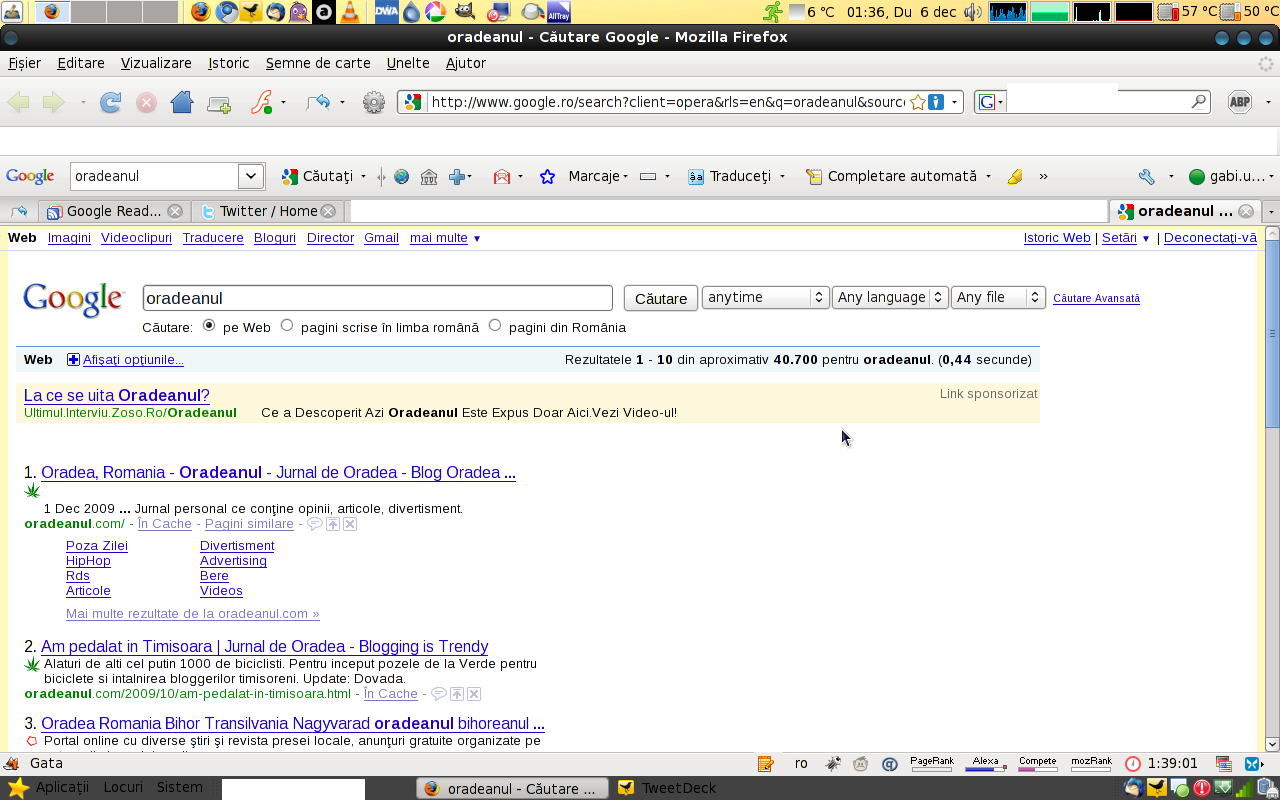 6 °C 01:36, Du 6 dec 57 °C 50 °C
DWA AllTray
oradeanul - Căutare Google - Mozilla Firefox
Fișier Editare Vizualizare Istoric Semne de carte Unelte Ajutor
http://www.google.ro/search?client=opera&rls=en&q=oradeanul&sourc G ABP
Google oradeanul Căutați Marcaje Traduceți Completare automată » gabi.u...
Google Read... Twitter / Home oradeanul ...
Web Imagini Videoclipuri Traducere Bloguri Director Gmail mai multe ▼ Istoric Web | Setări ▼ | Deconectați-vă
Google oradeanul Căutare anytime Any language Any file Căutare Avansată
Căutare: pe Web pagini scrise în limba română pagini din România
Web Afișați opțiunile... Rezultatele 1 - 10 din aproximativ 40.700 pentru oradeanul. (0,44 secunde)
La ce se uita Oradeanul? Link sponsorizat
Ultimul.Interviu.Zoso.Ro/Oradeanul Ce a Descoperit Azi Oradeanul Este Expus Doar Aici.Vezi Video-ul!
1. Oradea, Romania - Oradeanul - Jurnal de Oradea - Blog Oradea ...
1 Dec 2009 ... Jurnal personal ce conține opinii, articole, divertisment.
oradeanul.com/ - În Cache - Pagini similare -
Poza Zilei Divertisment
HipHop Advertising
Rds Bere
Articole Videos
Mai multe rezultate de la oradeanul.com »
2. Am pedalat in Timisoara | Jurnal de Oradea - Blogging is Trendy
Alaturi de alti cel putin 1000 de biciclisti. Pentru inceput pozele de la Verde pentru
biciclete si intalnirea bloggerilor timisoreni. Update: Dovada.
oradeanul.com/2009/10/am-pedalat-in-timisoara.html - În Cache -
3. Oradea Romania Bihor Transilvania Nagyvarad oradeanul bihoreanul ...
Portal online cu diverse știri și revista presei locale, anunțuri gratuite organizate pe
Gata ro PageRank Alexa Compete mozRank 1:39:01
Aplicații Locuri Sistem oradeanul - Căutare ... TweetDeck